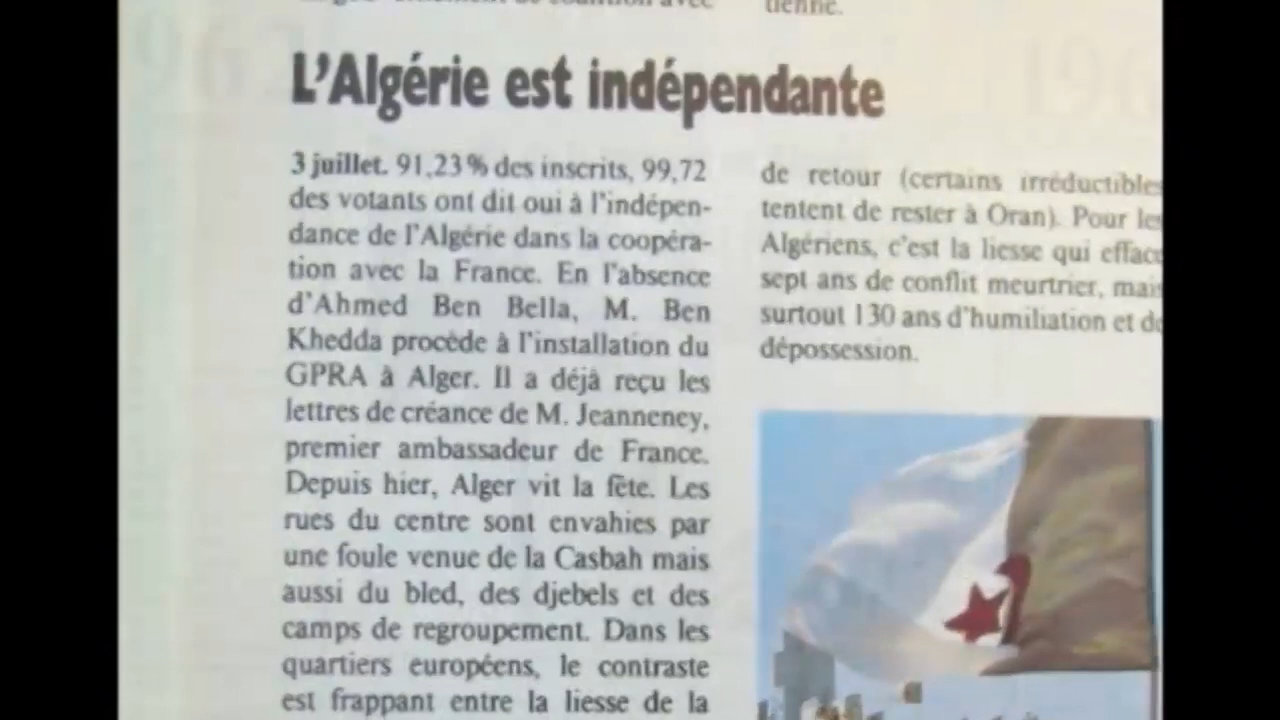 tienne.
L'Algérie est indépendante
3 juillet. 91,23% des inscrits, 99,72
des votants ont dit oui à l'indépen-
dance de l'Algérie dans la coopéra-
tion avec la France. En l'absence
d'Ahmed Ben Bella, M. Ben
Khedda procède à l'installation du
GPRA à Alger. Il a déjà reçu les
lettres de créance de M. Jeanneney,
premier ambassadeur de France.
Depuis hier, Alger vit la fête. Les
rues du centre sont envahies par
une foule venue de la Casbah mais
aussi du bled, des djebels et des
camps de regroupement. Dans les
quartiers européens, le contraste
est frappant entre la liesse de la
de retour (certains irréductibles
tentent de rester à Oran). Pour les
Algériens, c'est la liesse qui efface
sept ans de conflit meurtrier, mais
surtout 130 ans d'humiliation et de
dépossession.